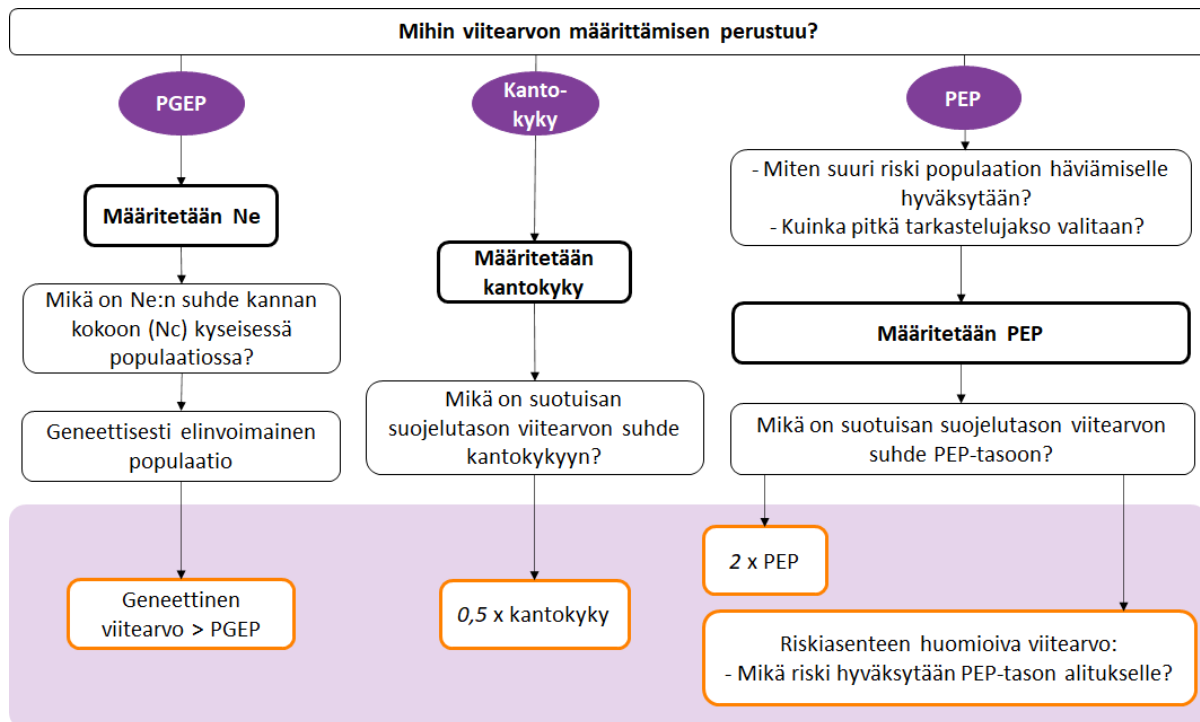 Mihin viitearvon määrittämisen perustuu?
PGEP
Määritetään Ne
Mikä on Ne:n suhde kannan
kokoon (Nc) kyseisessä
populaatiossa?
Geneettisesti elinvoimainen
populaatio
Geneettinen
viitearvo > PGEP
Kanto-
kyky
Määritetään
kantokyky
Mikä on suotuisan
suojelutason viitearvon suhde
kantokykyyn?
0,5 x kantokyky
PEP
- Miten suuri riski populaation häviämiselle
hyväksytään?
- Kuinka pitkä tarkastelujakso valitaan?
Määritetään PEP
Mikä on suotuisan suojelutason viitearvon
suhde PEP-tasoon?
2 x PEP
Riskiasenteen huomioiva viitearvo:
- Mikä riski hyväksytään PEP-tason alitukselle?